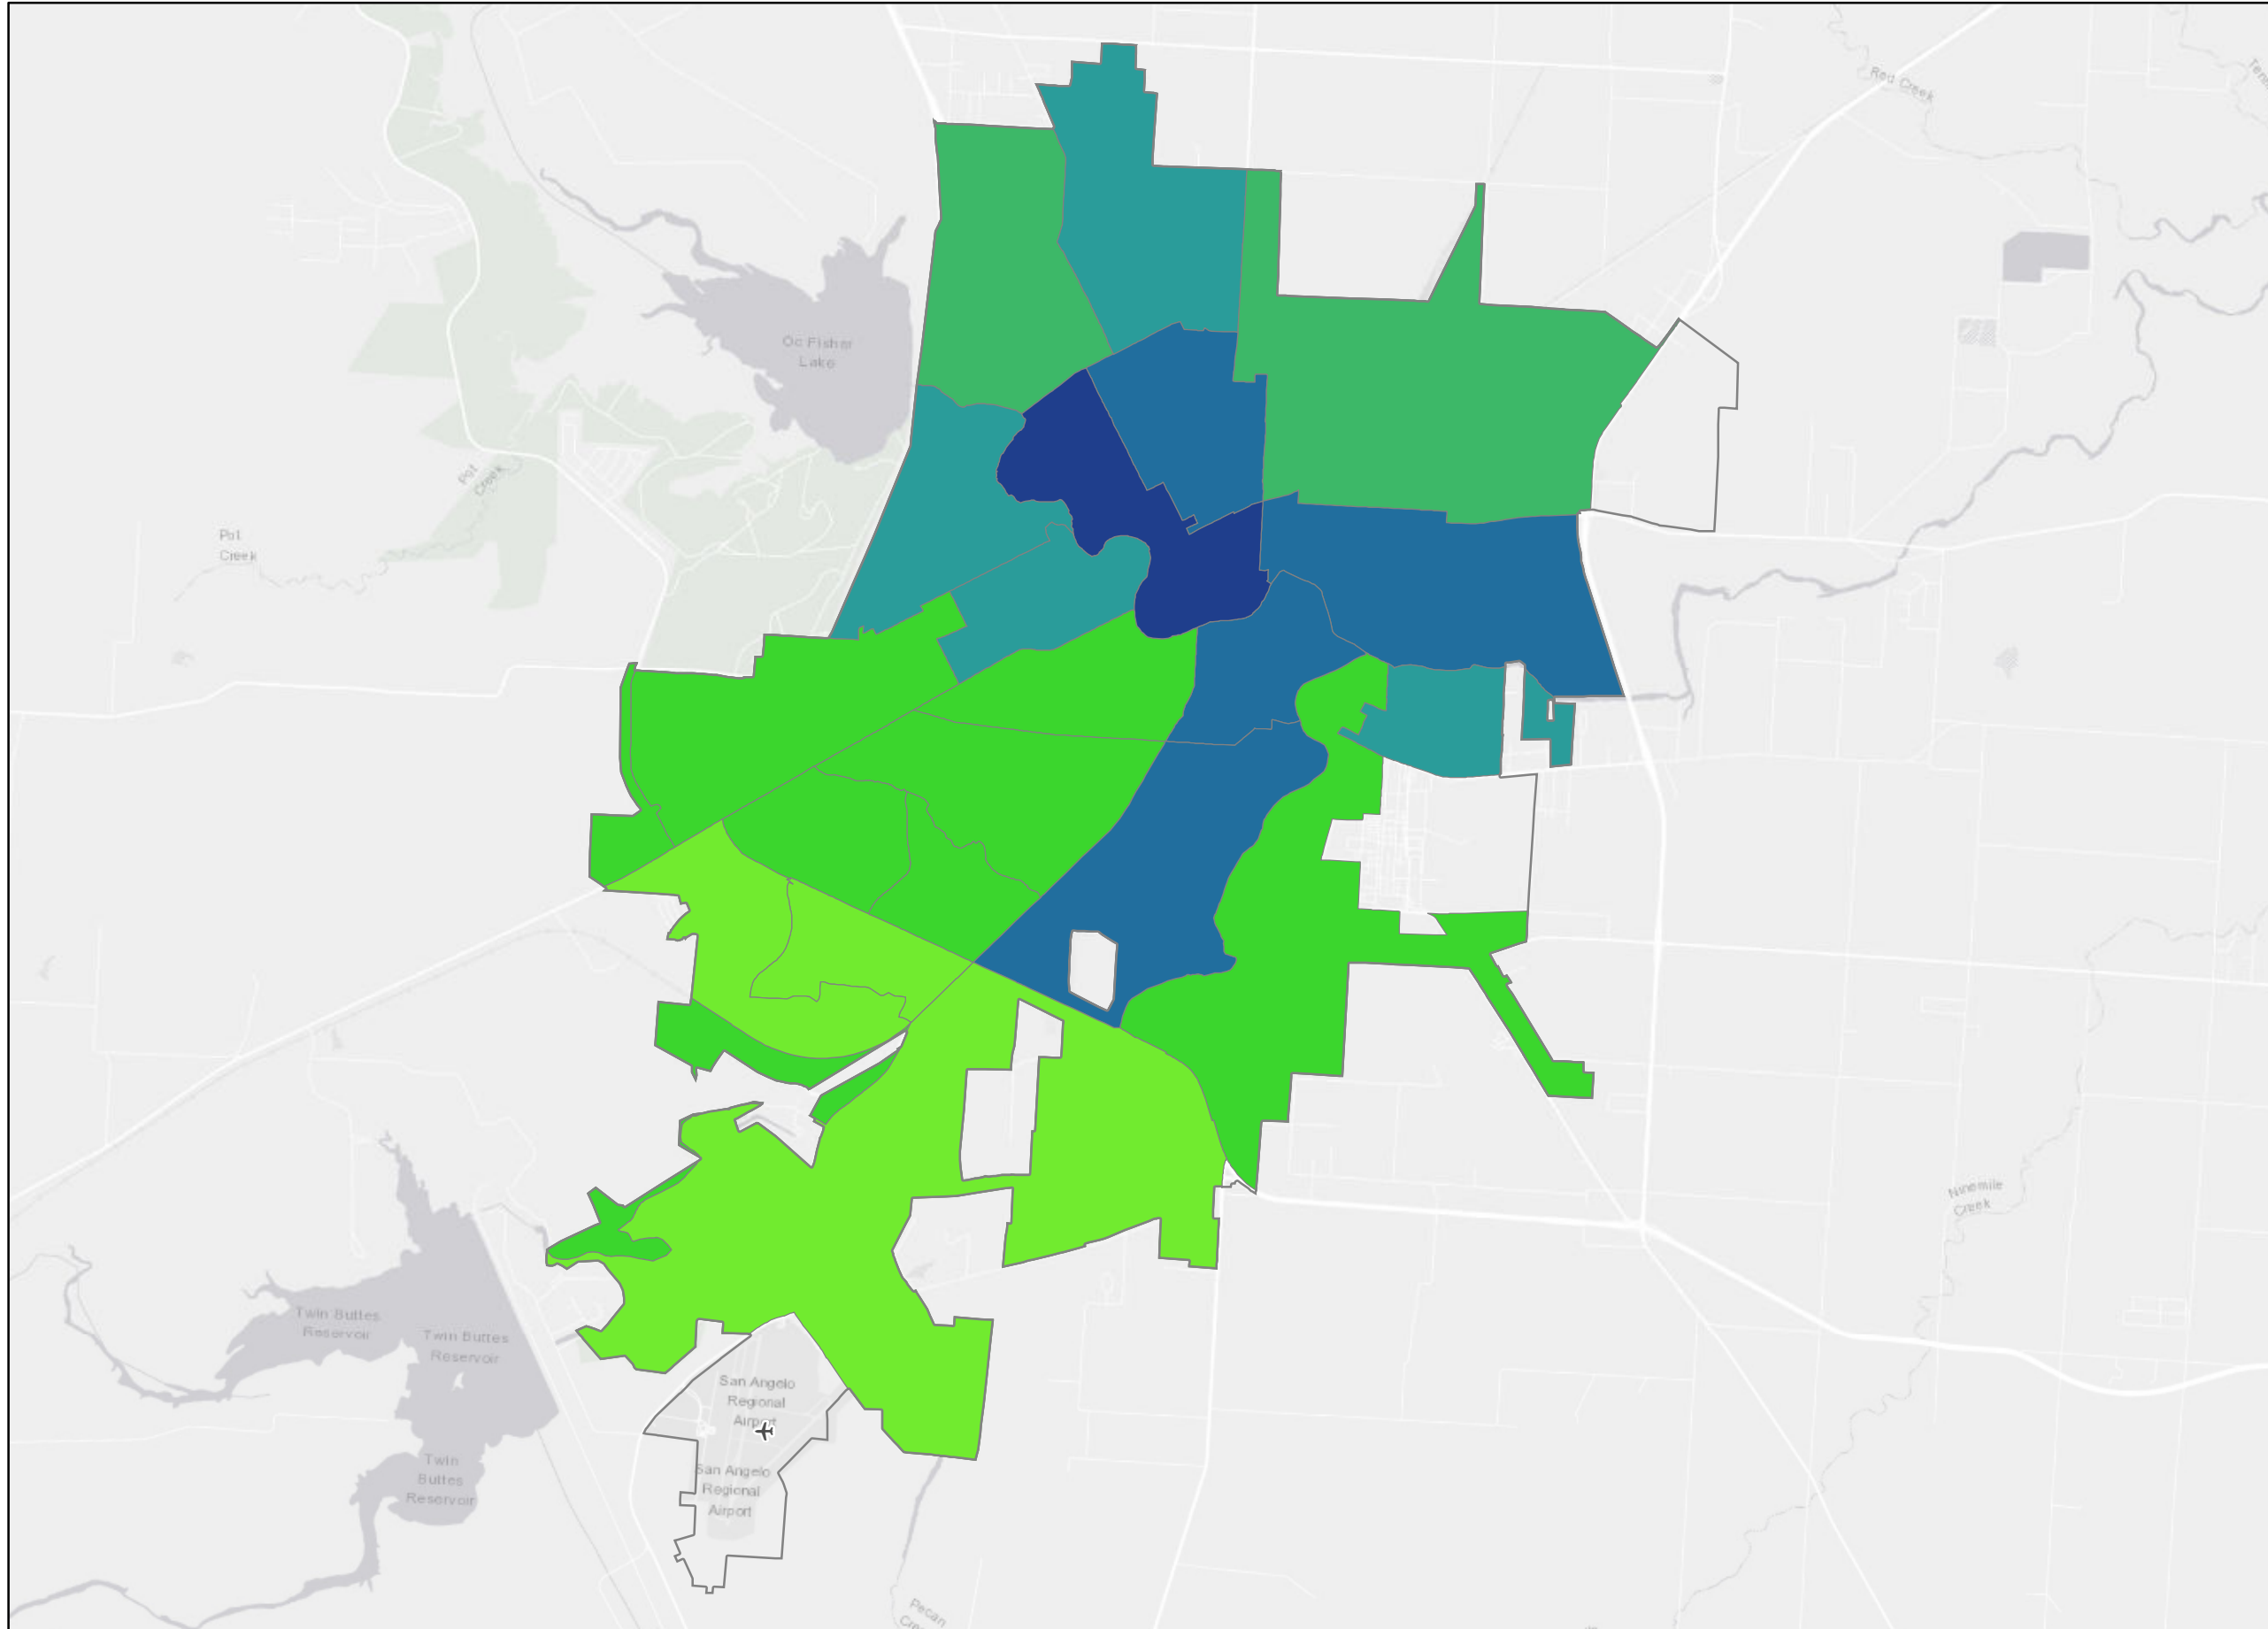 Red Creek
Oc Fisher
Lake
Pot
Creek
Pot
Creek
Ninemile
Creek
Twin Buttes
Reservoir
Twin Buttes
Reservoir
San Angelo
Regional
Airport
San Angelo
Regional
Airport
Twin
Buttes
Reservoir
Pecan